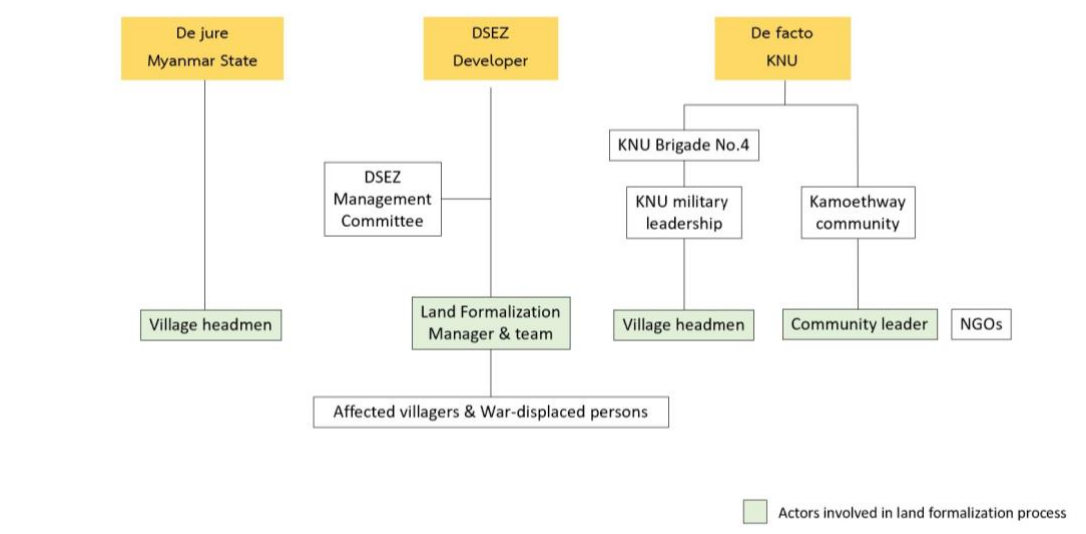 De jure
Myanmar State
DSEZ
Developer
De facto
KNU
KNU Brigade No.4
DSEZ
Management
Committee
KNU military
leadership
Kamoethway
community
Village headmen
Land Formalization
Manager & team
Village headmen
Community leader
NGOs
Affected villagers & War-displaced persons
Actors involved in land formalization process